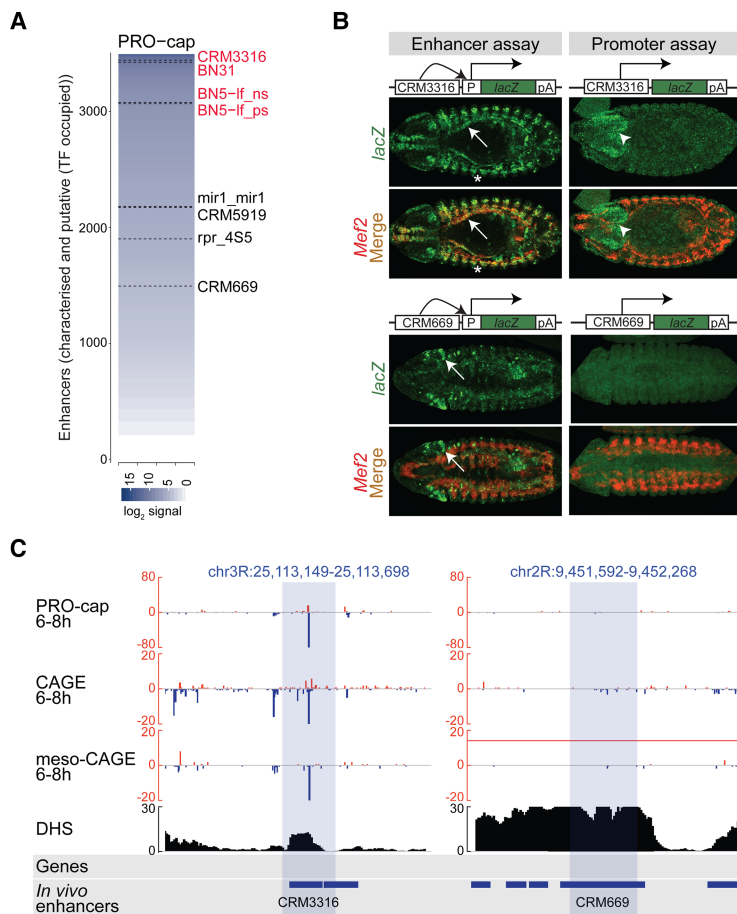 A
PRO-cap
Enhancers (characterised and putative (TF occupied))
3000
2000
1000
0
CRM3316
BN31
BN5-lf_ns
BN5-lf_ps
mir1_mir1
CRM5919
rpr_4S5
CRM669
15
10
5
0
log2 signal
B
Enhancer assay
Promoter assay
CRM3316 P lacZ pA
CRM3316 lacZ pA
lacZ
*
Mef2
Merge
*
CRM669 P lacZ pA
CRM669 lacZ pA
lacZ
Mef2
Merge
C
chr3R:25,113,149-25,113,698
chr2R:9,451,592-9,452,268
PRO-cap
6-8h
80
0
-80
80
0
-80
CAGE
6-8h
20
0
20
20
0
20
meso-CAGE
6-8h
20
0
20
20
0
20
DHS
30
0
30
0
Genes
In vivo
enhancers
CRM3316
CRM669